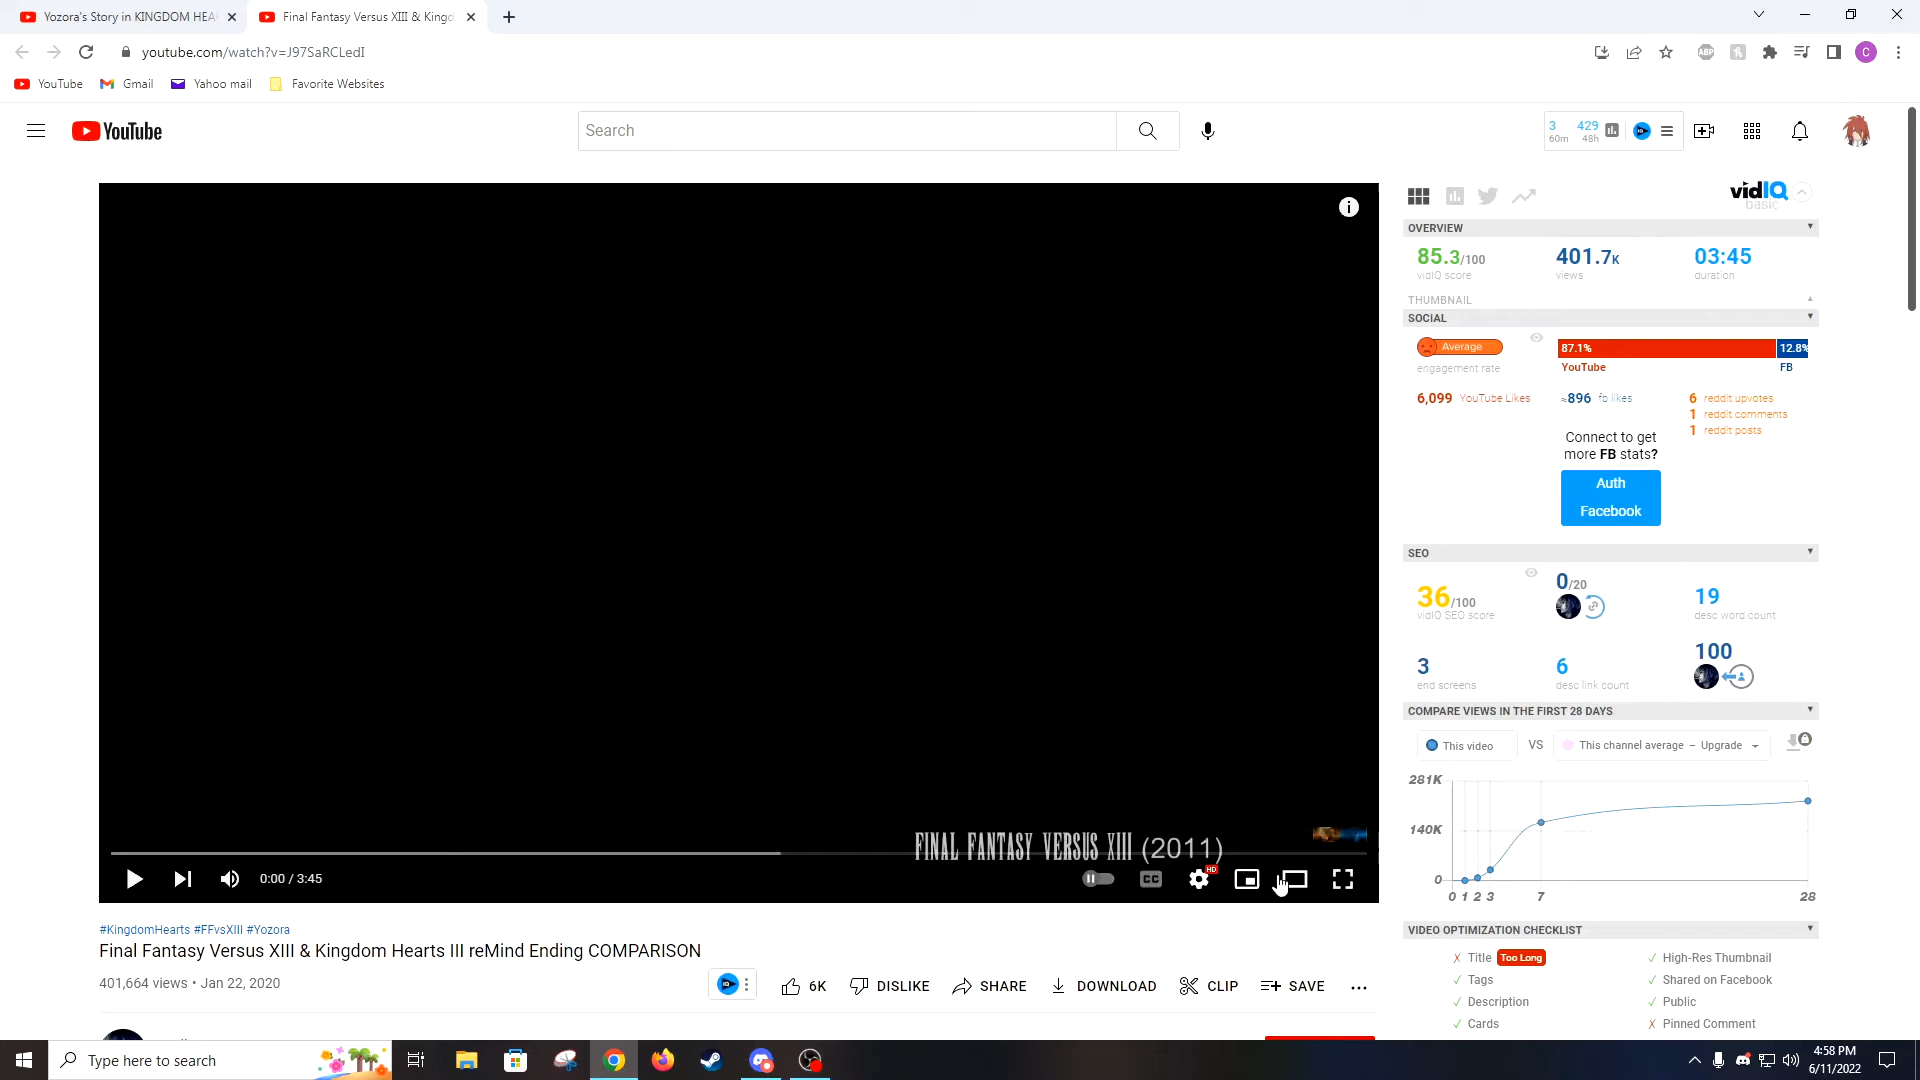 Yozora's Story in KINGDOM HEA
Final Fantasy Versus XIII & Kingd
youtube.com/watch?v=J97SaRCLedI
ABP
C
YouTube
Gmail
Yahoo mail
Favorite Websites
YouTube
Search
3
429
60m
48h
vidIQ
basic
OVERVIEW
85.3/100
401.7K
03:45
vidIQ score
views
duration
THUMBNAIL
SOCIAL
Average
87.1%
12.8%
engagement rate
YouTube
FB
6,099 YouTube Likes
≈896 fb likes
6 reddit upvotes
1 reddit comments
1 reddit posts
Connect to get
more FB stats?
Auth
Facebook
SEO
36/100
0/20
19
vidIQ SEO score
desc word count
100
3
6
end screens
desc link count
COMPARE VIEWS IN THE FIRST 28 DAYS
This video
VS
This channel average – Upgrade
281K
140K
0
0 1 2 3 7 28
FINAL FANTASY VERSUS XIII (2011)
0:00 / 3:45
CC
HD
#KingdomHearts #FFvsXIII #Yozora
Final Fantasy Versus XIII & Kingdom Hearts III reMind Ending COMPARISON
401,664 views • Jan 22, 2020
6K
DISLIKE
SHARE
DOWNLOAD
CLIP
SAVE
VIDEO OPTIMIZATION CHECKLIST
X Title Too Long
✓ High-Res Thumbnail
✓ Tags
✓ Shared on Facebook
✓ Description
✓ Public
✓ Cards
X Pinned Comment
Type here to search
4:58 PM
6/11/2022